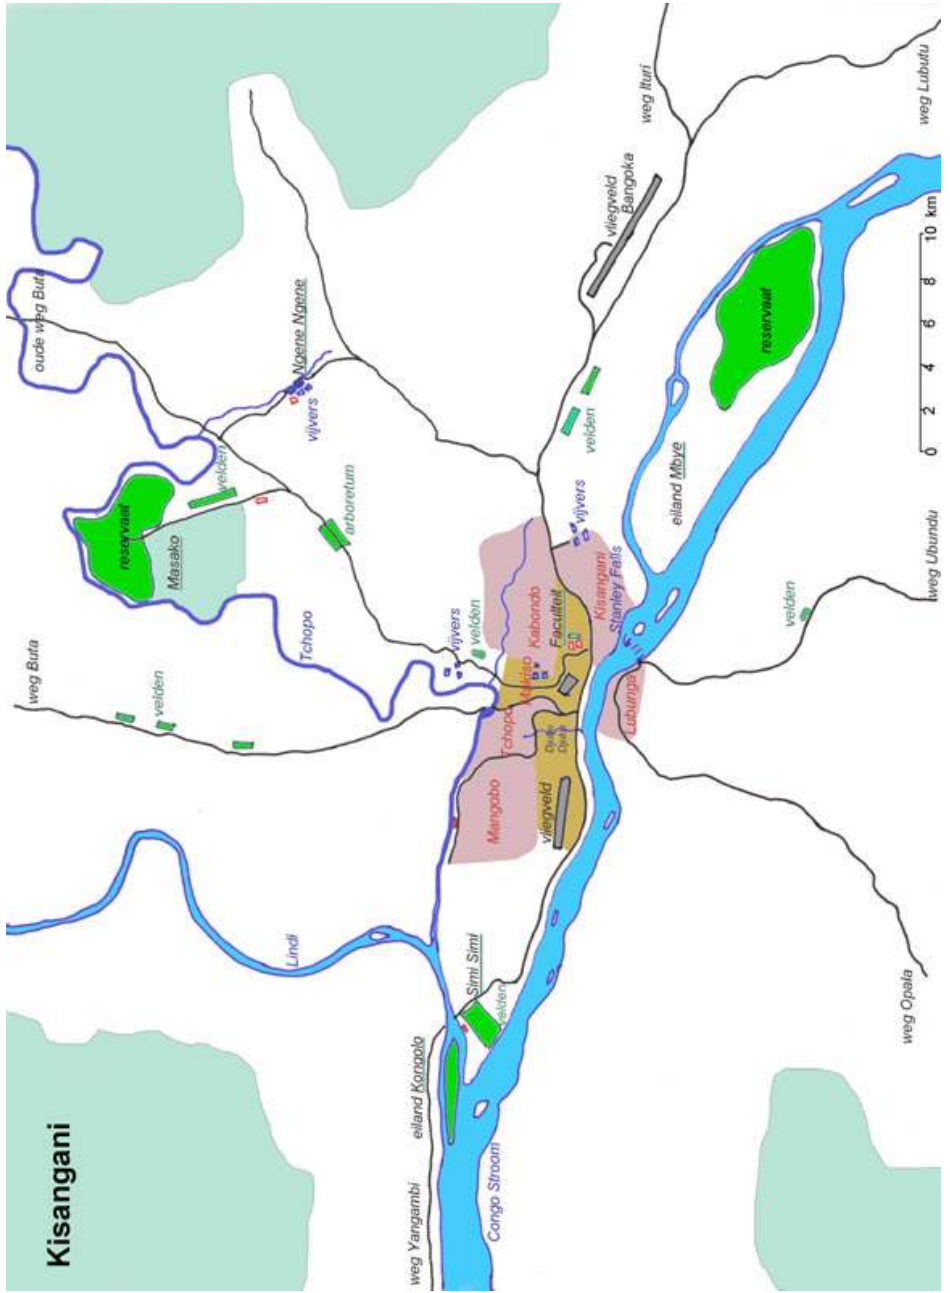 Kisangani
weg Yangambi
eiland Kongolo
Congo Stroom
Simi Simi
velden
Lindi
weg Buta
velden
Tchopo
reservaat
Masako
velden
arboretum
oude weg Buta
Ngene Ngene
vijvers
vijvers
velden
Mangobo
Tchopo
Makiso
Kabondo
Faculteit
Kisangani
Stanley Falls
vliegveld
Djubu
Djubu
Lubunga
vijvers
velden
vliegveld
Bangoka
weg Ituri
weg Lubutu
eiland Mbye
reservaat
velden
weg Ubundu
weg Opala
0 2 4 6 8 10 km